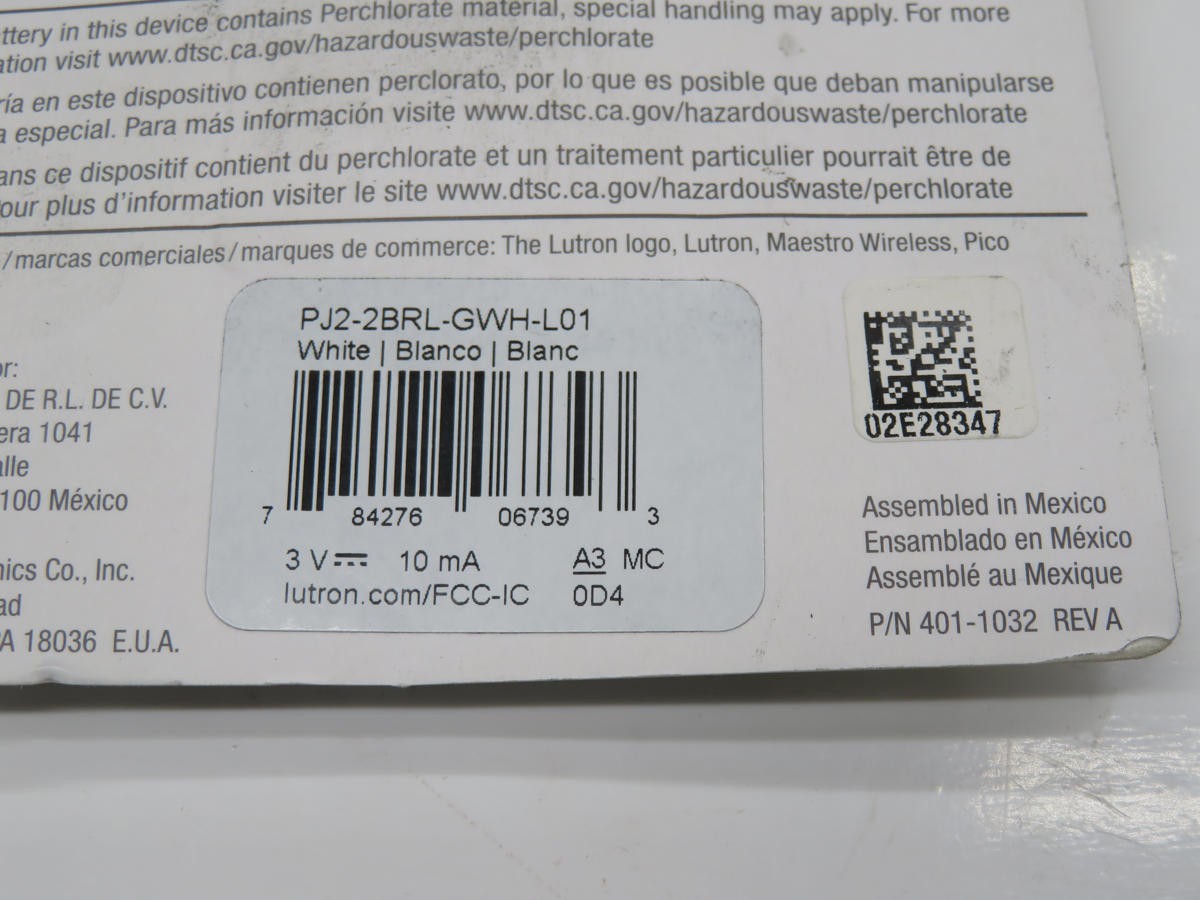 ttery in this device contains Perchlorate material, special handling may apply. For more
ation visit www.dtsc.ca.gov/hazardouswaste/perchlorate
ría en este dispositivo contienen perclorato, por lo que es posible que deban manipularse
a especial. Para más información visite www.dtsc.ca.gov/hazardouswaste/perchlorate
ans ce dispositif contient du perchlorate et un traitement particulier pourrait être de
our plus d’information visiter le site www.dtsc.ca.gov/hazardouswaste/perchlorate
/marcas comerciales/marques de commerce: The Lutron logo, Lutron, Maestro Wireless, Pico
or:
DE R.L. DE C.V.
era 1041
alle
100 México
nics Co., Inc.
ad
PA 18036 E.U.A.
PJ2-2BRL-GWH-L01
White | Blanco | Blanc
7 84276 06739 3
3 V 10 mA A3 MC
lutron.com/FCC-IC 0D4
02E28347
Assembled in Mexico
Ensamblado en México
Assemblé au Mexique
P/N 401-1032 REV A